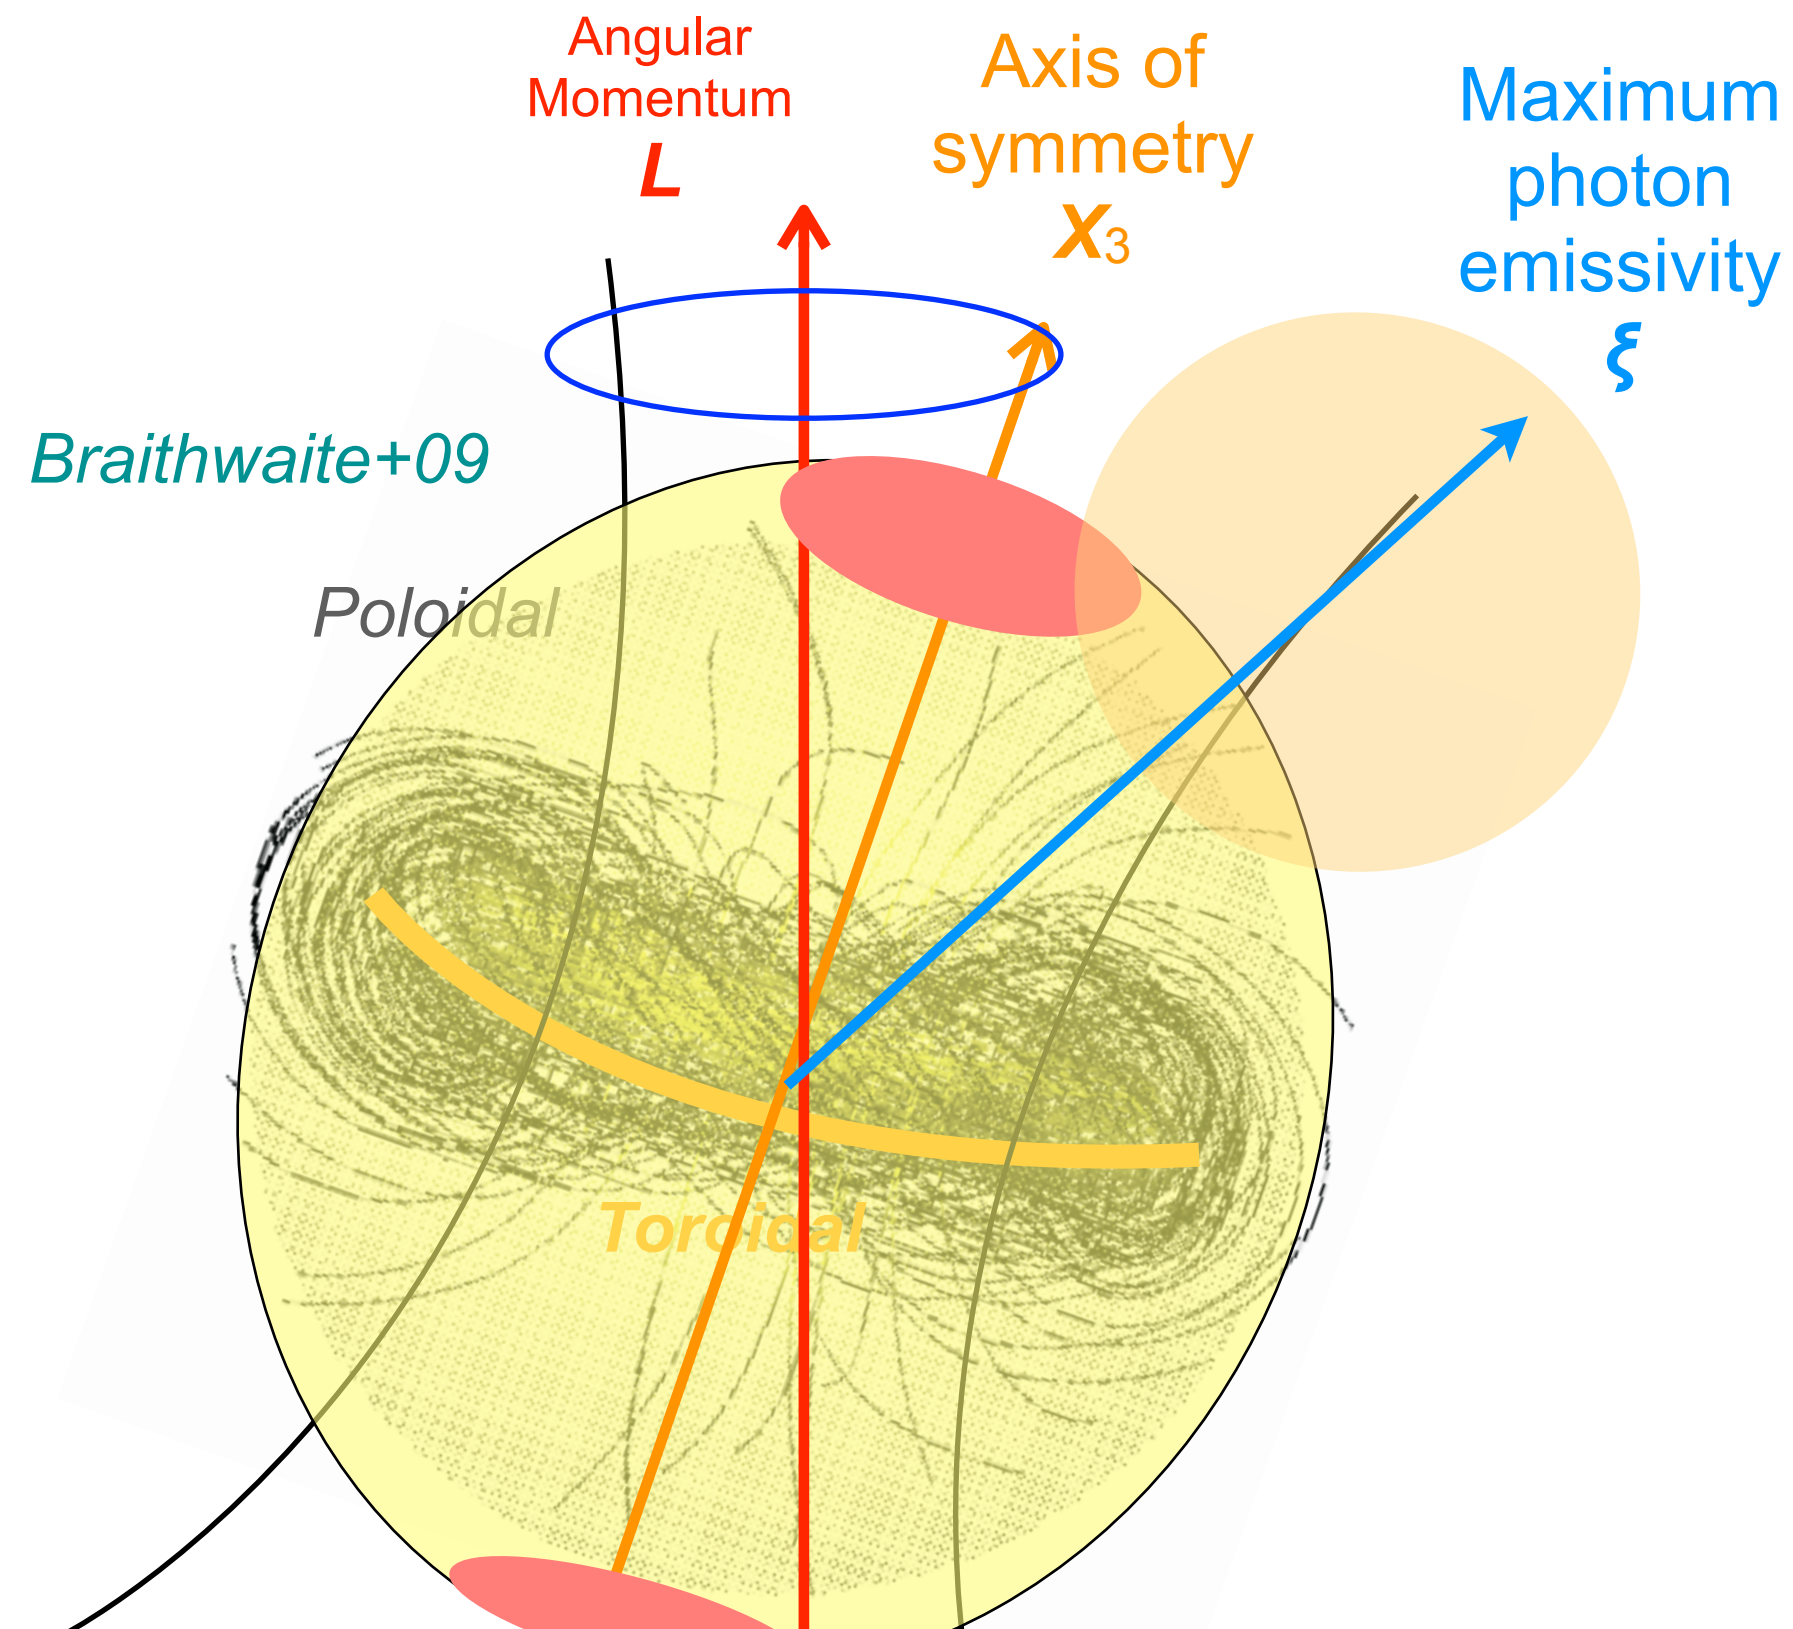 Angular
Momentum
L
Axis of
symmetry
X3
Maximum
photon
emissivity
ξ
Braithwaite+09
Poloidal
Toroidal